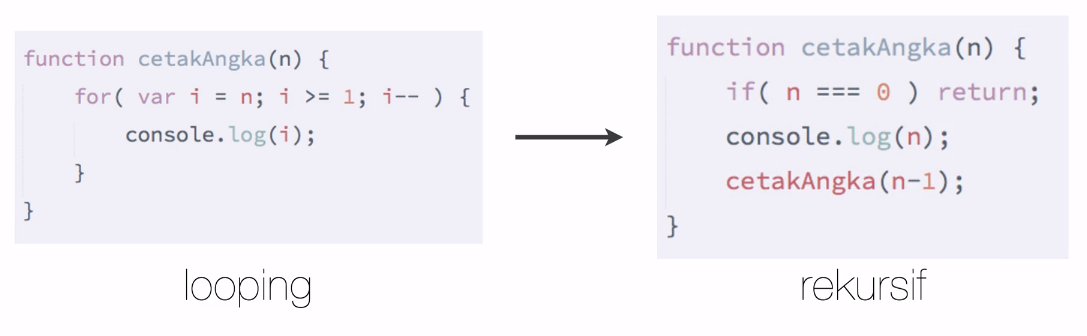 function cetakAngka(n) {
    for( var i = n; i >= 1; i-- ) {
        console.log(i);
    }
}
looping
function cetakAngka(n) {
    if( n === 0 ) return;
    console.log(n);
    cetakAngka(n-1);
}
rekursif